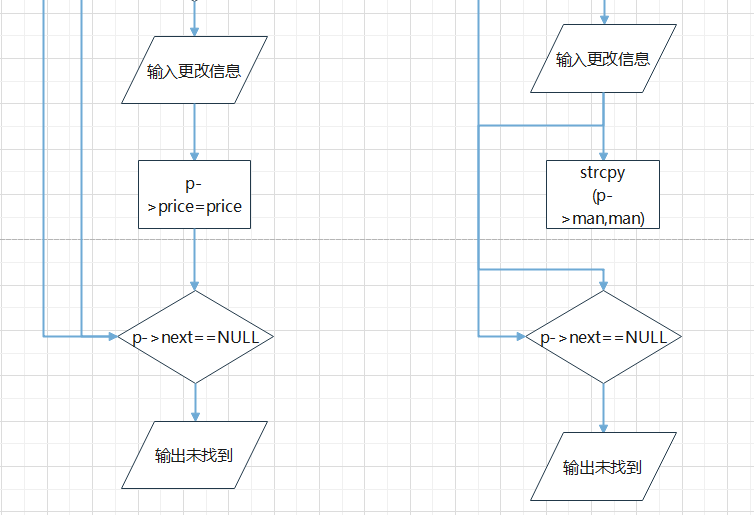 输入更改信息
p-
>price=price
p->next==NULL
输出未找到
输入更改信息
strcpy
(p-
>man,man)
p->next==NULL
输出未找到